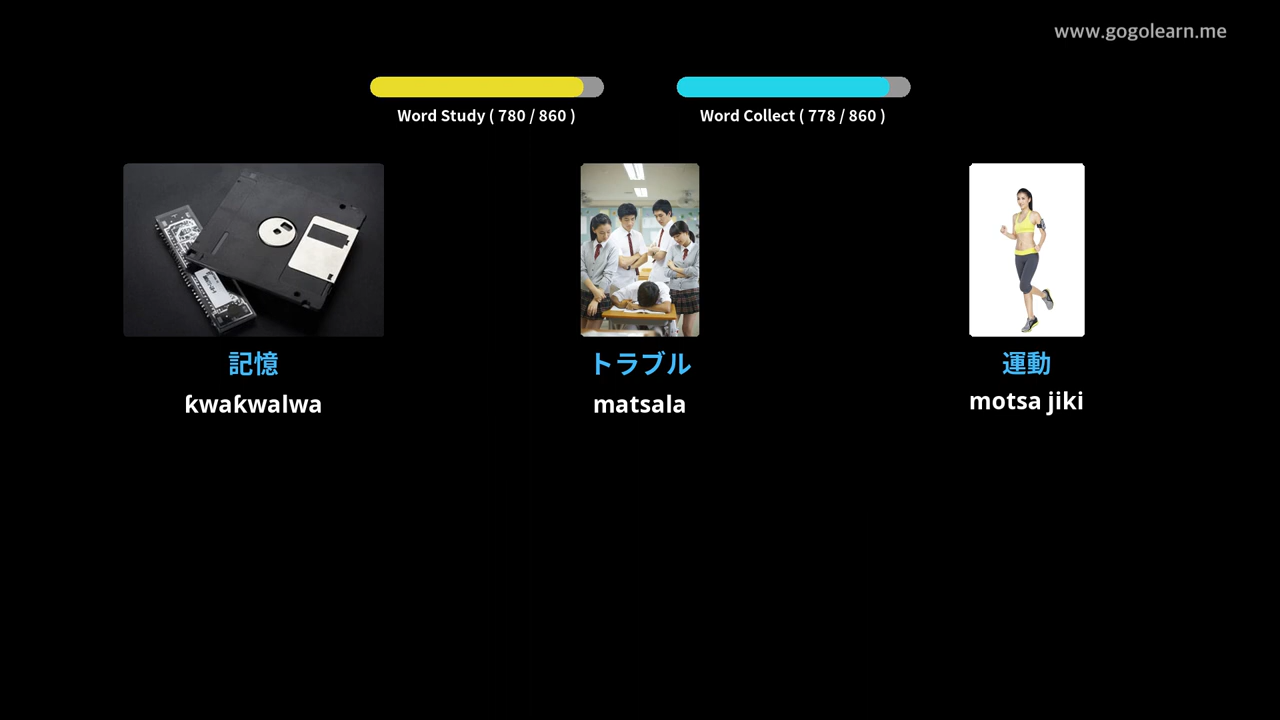 www.gogolearn.me
Word Study ( 780 / 860 )
Word Collect ( 778 / 860 )
記憶
トラブル
運動
ƙwaƙwalwa
matsala
motsa jiki